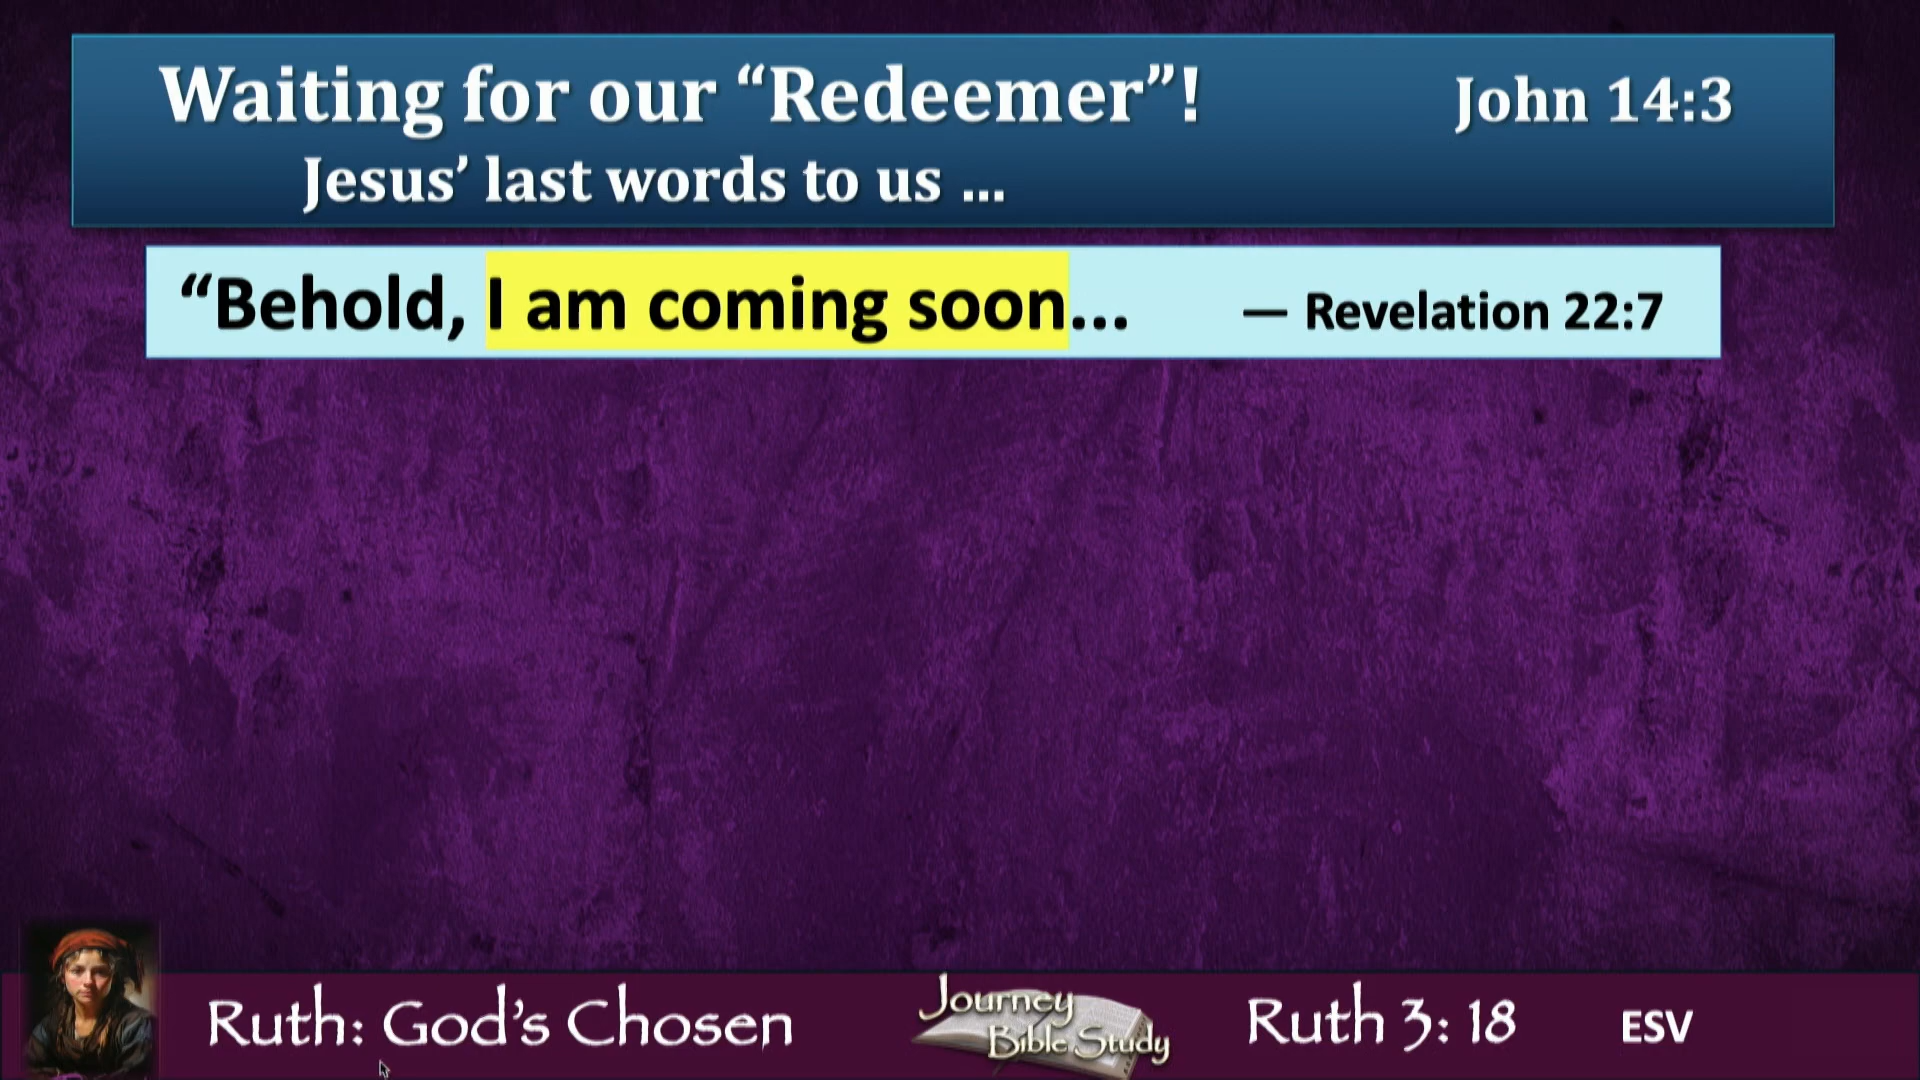 Waiting for our “Redeemer”! John 14:3
Jesus’ last words to us ...
“Behold, I am coming soon... — Revelation 22:7
Ruth: God’s Chosen
Journey
Bible Study
Ruth 3: 18 ESV